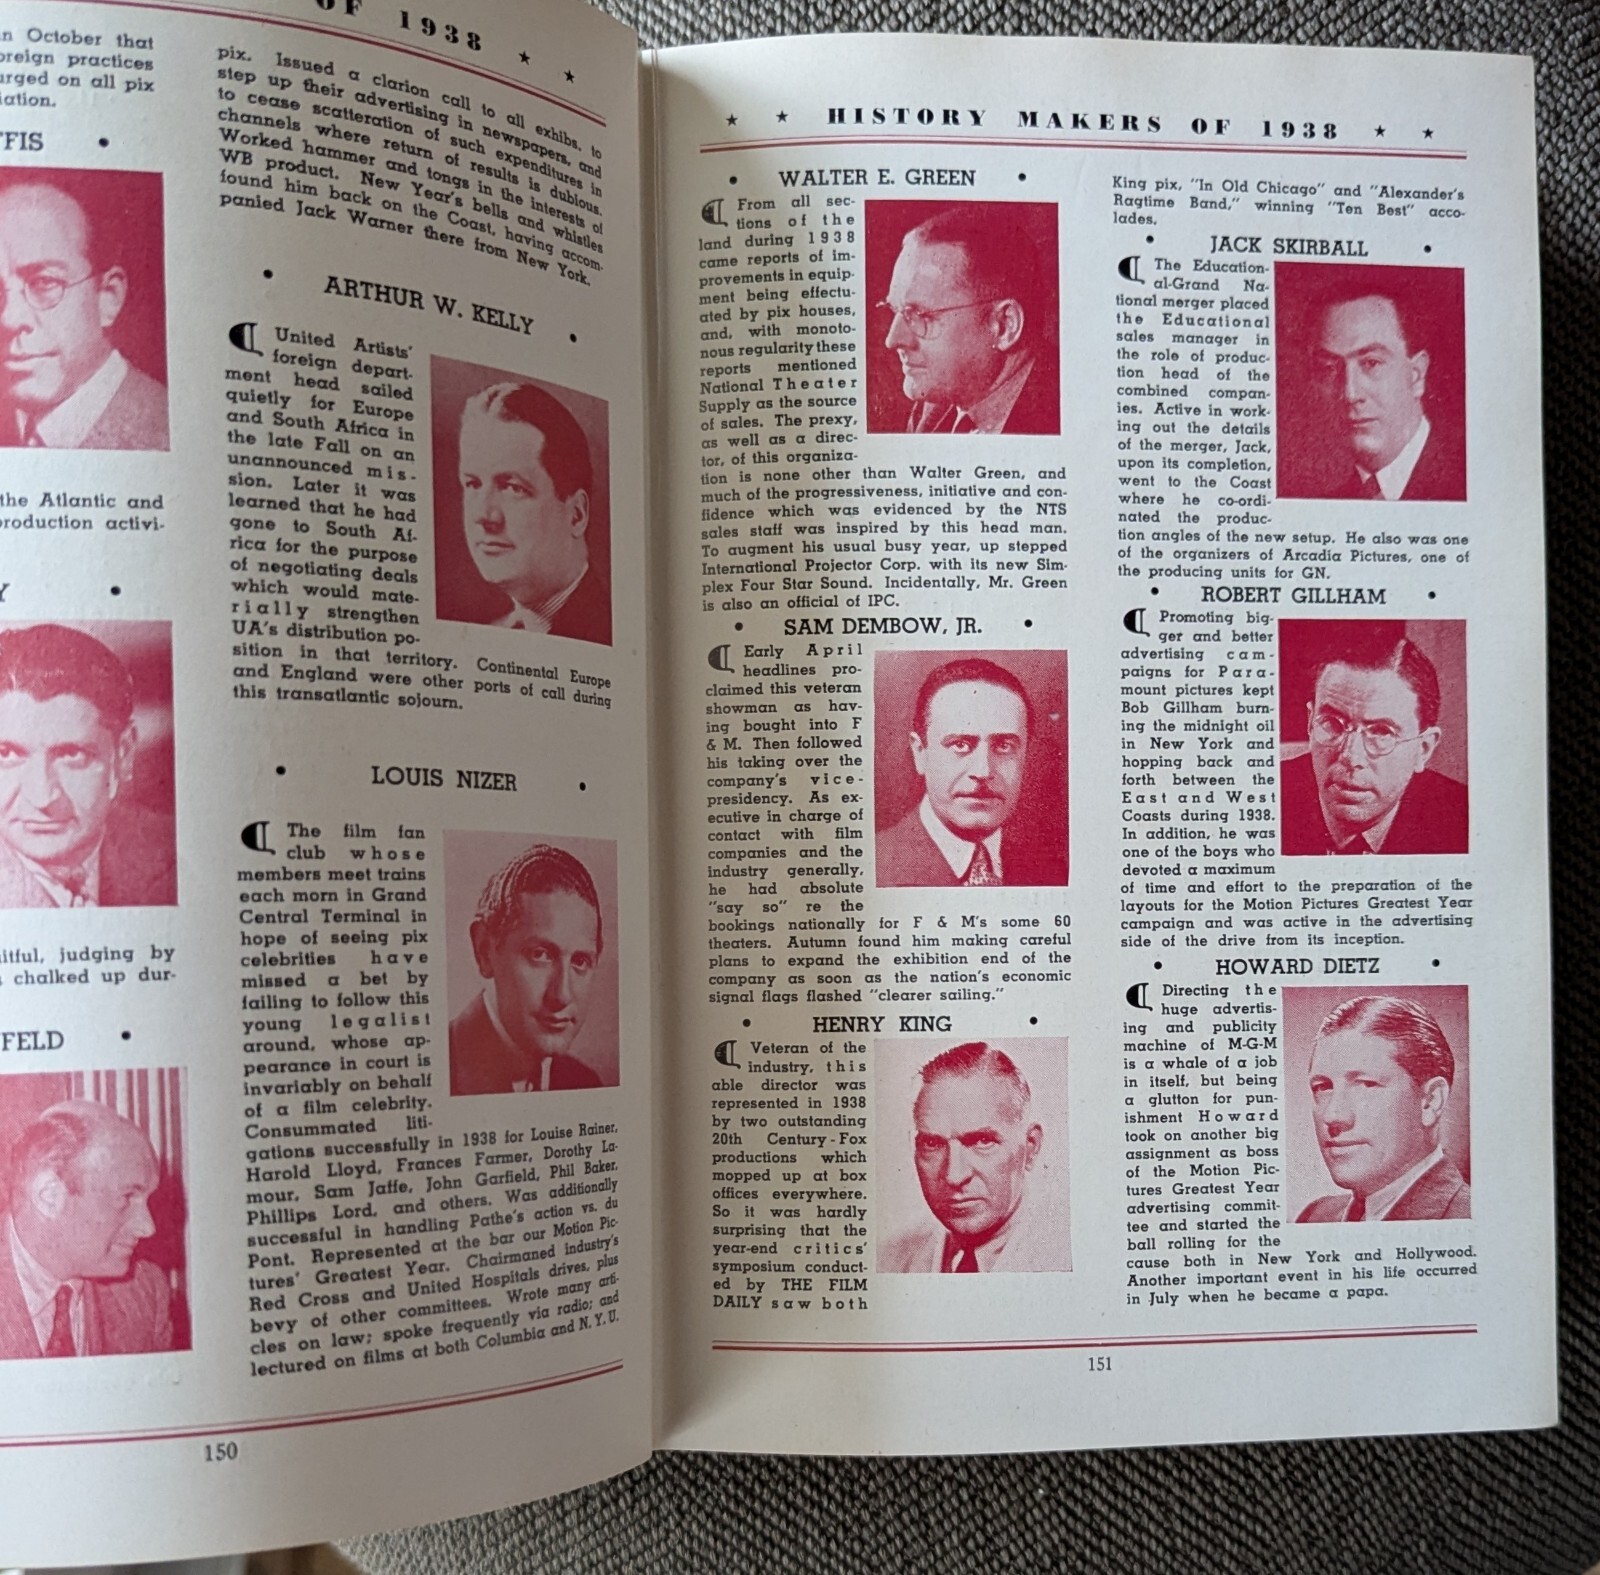 n October that
oreign practices
urged on all pix
iation.
FFIS
the Atlantic and
production activi-
Y
itful, judging by
s chalked up dur-
FELD
OF 1938 ★ ★
pix. Issued a clarion call to all exhibs. to
step up their advertising in newspapers, and
to cease scatteration of such expenditures in
channels where return of results is dubious.
Worked hammer and tongs in the interests of
WB product. New Year's bells and whistles
found him back on the Coast, having accom-
panied Jack Warner there from New York.
• ARTHUR W. KELLY •
¶ United Artists'
foreign depart-
ment head sailed
quietly for Europe
and South Africa in
the late Fall on an
unannounced mis-
sion. Later it was
learned that he had
gone to South Af-
rica for the purpose
of negotiating deals
which would mate-
rially strengthen
UA's distribution po-
sition in that territory. Continental Europe
and England were other ports of call during
this transatlantic sojourn.
• LOUIS NIZER •
¶ The film fan
club whose
members meet trains
each morn in Grand
Central Terminal in
hope of seeing pix
celebrities have
missed a bet by
failing to follow this
young legalist
around, whose ap-
pearance in court is
invariably on behalf
of a film celebrity.
Consummated liti-
gations successfully in 1938 for Louise Rainer,
Harold Lloyd, Frances Farmer, Dorothy La-
mour, Sam Jaffe, John Garfield, Phil Baker,
Phillips Lord, and others. Was additionally
successful in handling Pathe's action vs. du
Pont. Represented at the bar our Motion Pic-
tures' Greatest Year. Chairmaned industry's
Red Cross and United Hospitals drives, plus
bevy of other committees. Wrote many arti-
cles on law; spoke frequently via radio; and
lectured on films at both Columbia and N.Y.U.
150
★ ★ HISTORY MAKERS OF 1938 ★ ★
• WALTER E. GREEN •
¶ From all sec-
tions of the
land during 1938
came reports of im-
provements in equip-
ment being effectu-
ated by pix houses,
and, with monoto-
nous regularity these
reports mentioned
National Theater
Supply as the source
of sales. The prexy,
as well as a direc-
tor, of this organiza-
tion is none other than Walter Green, and
much of the progressiveness, initiative and con-
fidence which was evidenced by the NTS
sales staff was inspired by this head man.
To augment his usual busy year, up stepped
International Projector Corp. with its new Sim-
plex Four Star Sound. Incidentally, Mr. Green
is also an official of IPC.
• SAM DEMBOW, JR. •
¶ Early April
headlines pro-
claimed this veteran
showman as hav-
ing bought into F
& M. Then followed
his taking over the
company's vice-
presidency. As ex-
ecutive in charge of
contact with film
companies and the
industry generally,
he had absolute
"say so" re the
bookings nationally for F & M's some 60
theaters. Autumn found him making careful
plans to expand the exhibition end of the
company as soon as the nation's economic
signal flags flashed "clearer sailing."
• HENRY KING •
¶ Veteran of the
industry, this
able director was
represented in 1938
by two outstanding
20th Century-Fox
productions which
mopped up at box
offices everywhere.
So it was hardly
surprising that the
year-end critics'
symposium conduct-
ed by THE FILM
DAILY saw both
King pix, "In Old Chicago" and "Alexander's
Ragtime Band," winning "Ten Best" acco-
lades.
• JACK SKIRBALL •
¶ The Education-
al-Grand Na-
tional merger placed
the Educational
sales manager in
the role of produc-
tion head of the
combined compan-
ies. Active in work-
ing out the details
of the merger, Jack,
upon its completion,
went to the Coast
where he co-ordi-
nated the produc-
tion angles of the new setup. He also was one
of the organizers of Arcadia Pictures, one of
the producing units for GN.
• ROBERT GILLHAM •
¶ Promoting big-
ger and better
advertising cam-
paigns for Para-
mount pictures kept
Bob Gillham burn-
ing the midnight oil
in New York and
hopping back and
forth between the
East and West
Coasts during 1938.
In addition, he was
one of the boys who
devoted a maximum
of time and effort to the preparation of the
layouts for the Motion Pictures Greatest Year
campaign and was active in the advertising
side of the drive from its inception.
• HOWARD DIETZ •
¶ Directing the
huge advertis-
ing and publicity
machine of M-G-M
is a whale of a job
in itself, but being
a glutton for pun-
ishment Howard
took on another big
assignment as boss
of the Motion Pic-
tures Greatest Year
advertising commit-
tee and started the
ball rolling for the
cause both in New York and Hollywood.
Another important event in his life occurred
in July when he became a papa.
151